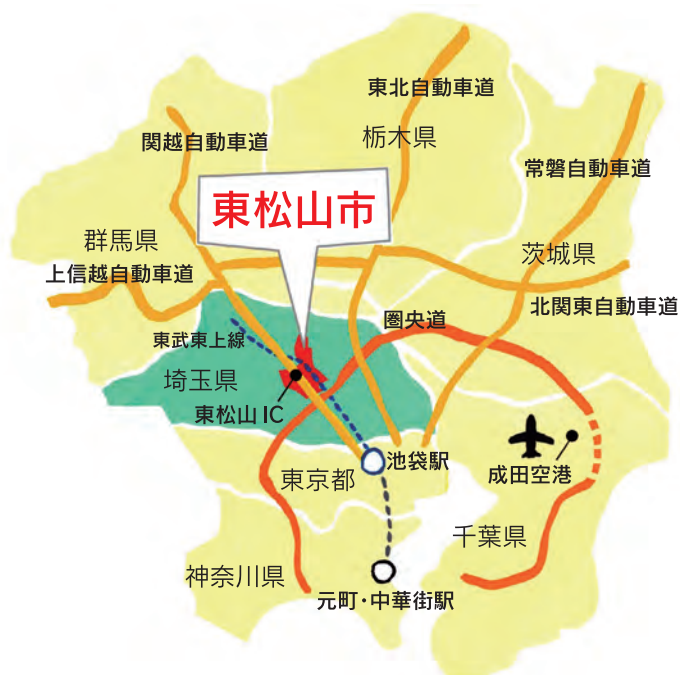 東北自動車道
関越自動車道
栃木県
常磐自動車道
東松山市
群馬県
茨城県
上信越自動車道
北関東自動車道
圏央道
東武東上線
埼玉県
東松山 IC
池袋駅
東京都
成田空港
千葉県
神奈川県
元町・中華街駅